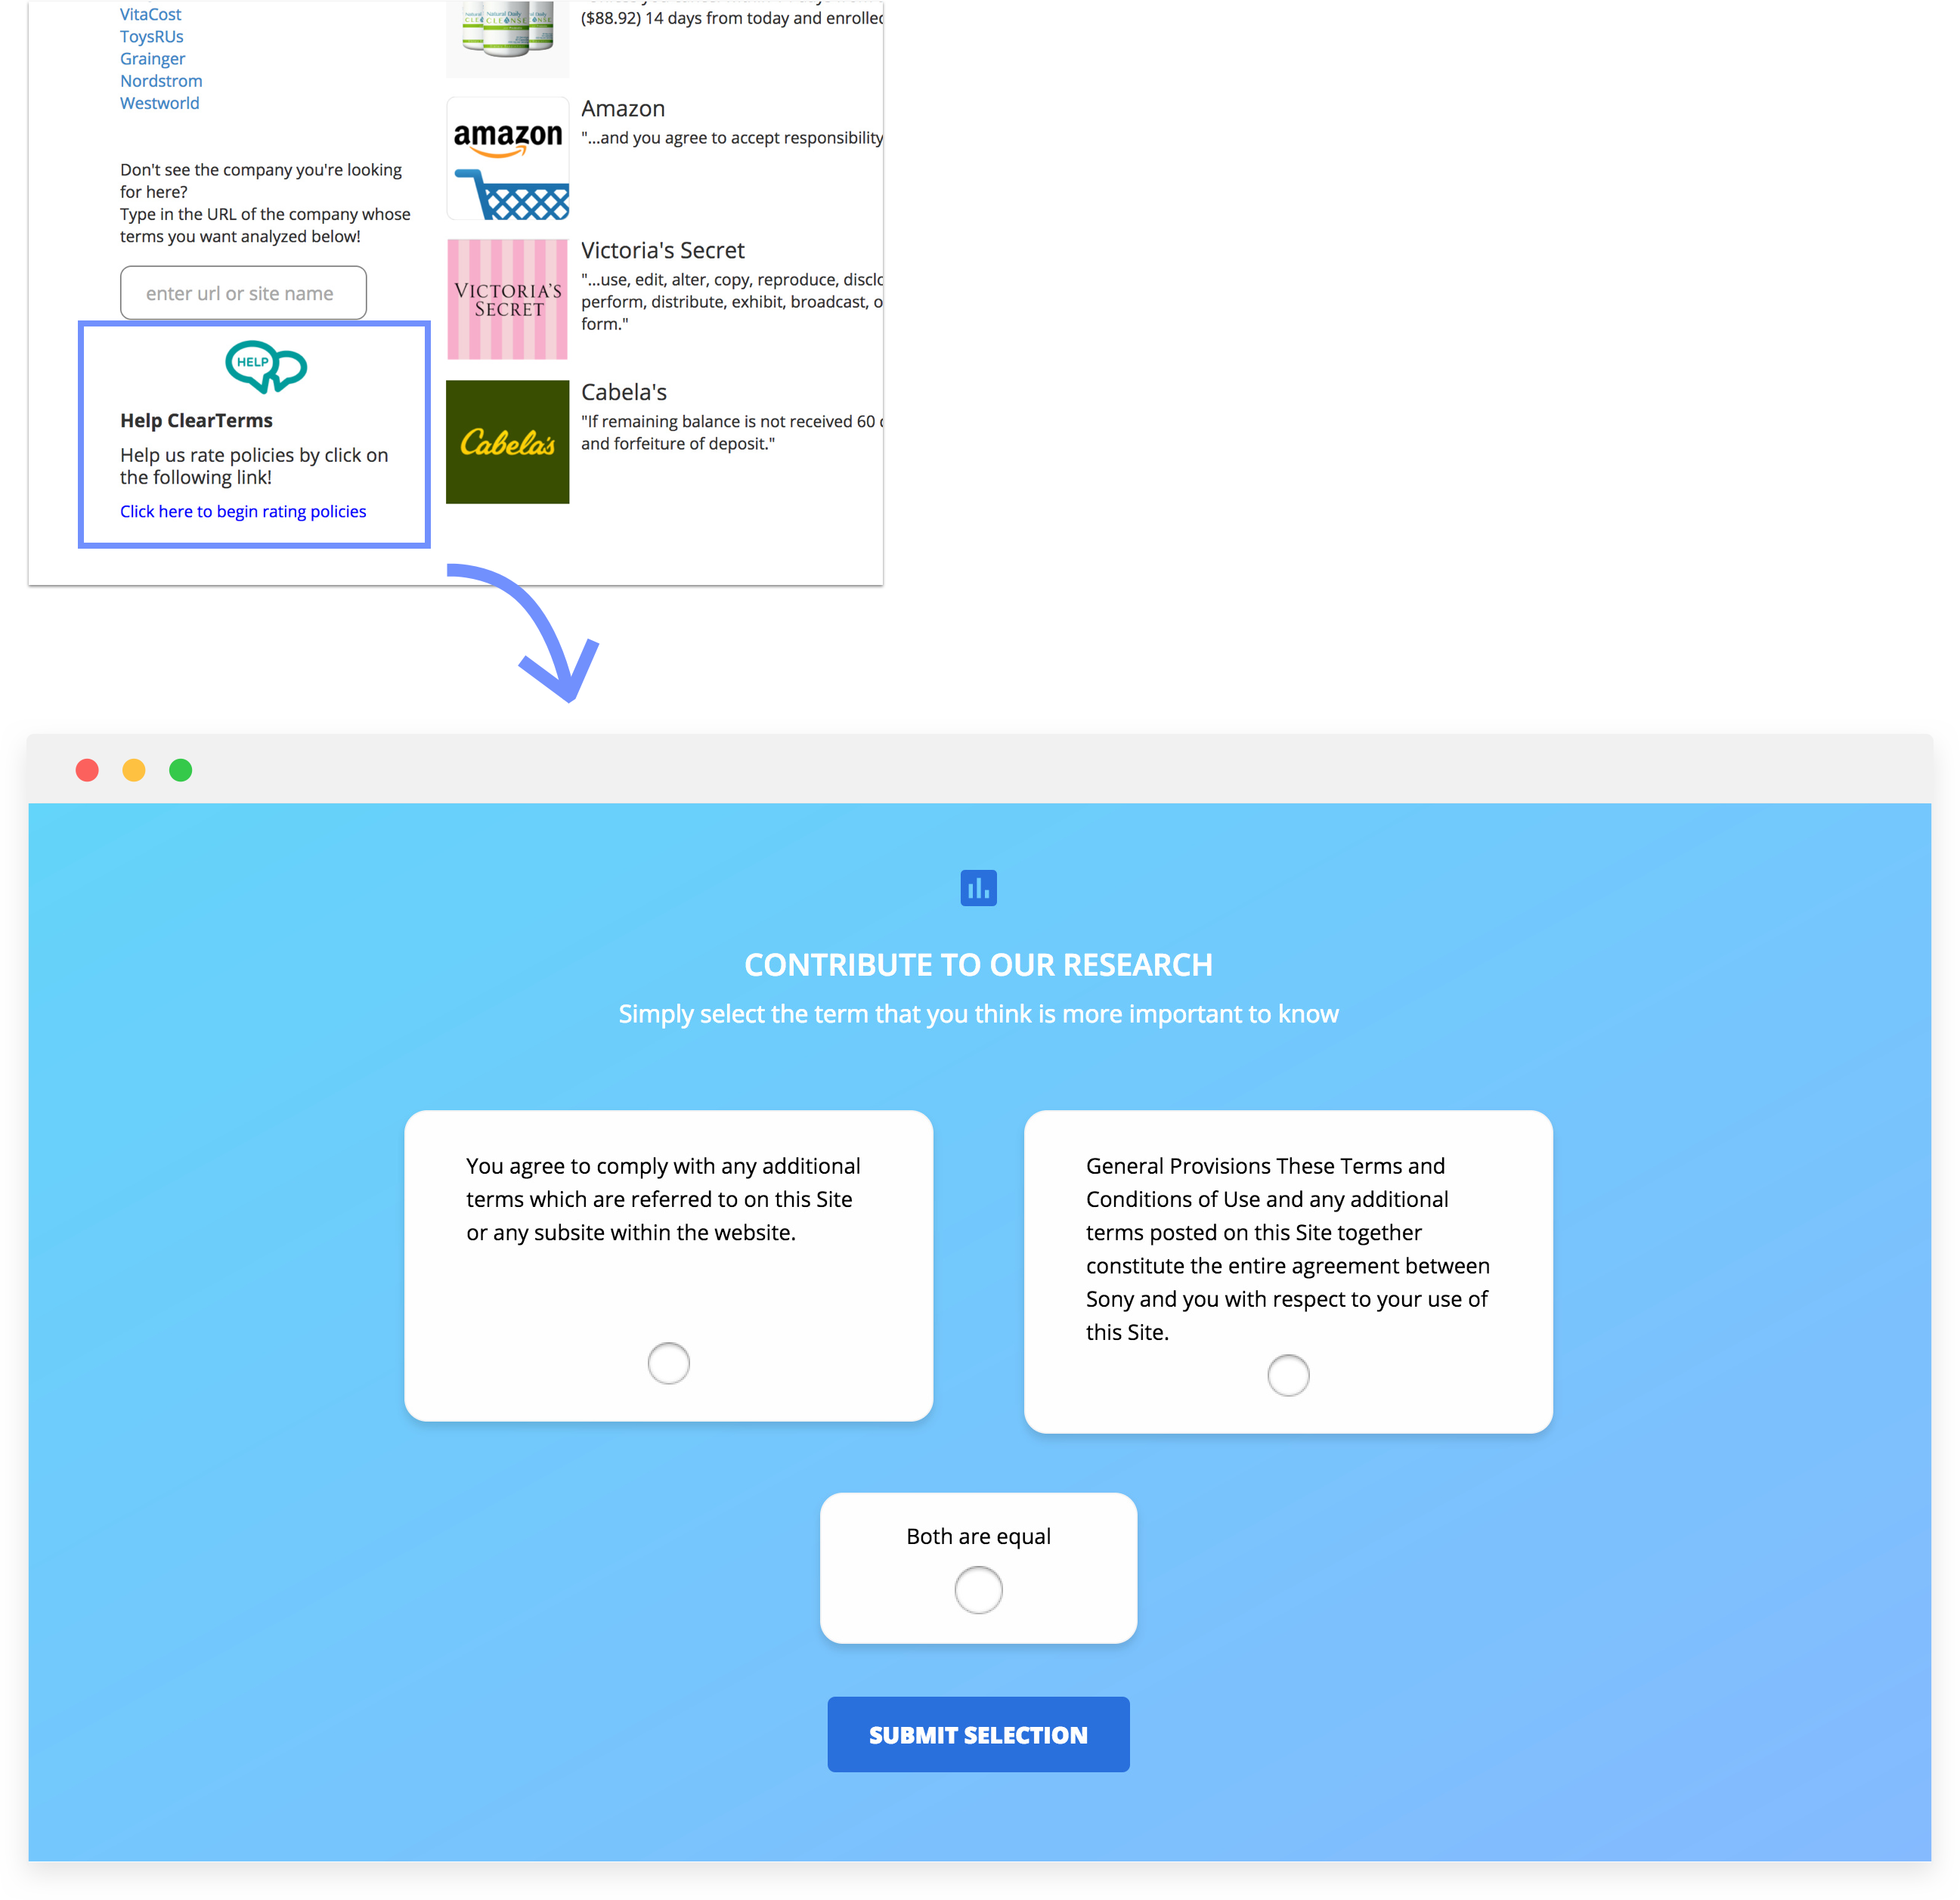 VitaCost
ToysRUs
Grainger
Nordstrom
Westworld
Don't see the company you're looking
for here?
Type in the URL of the company whose
terms you want analyzed below!
enter url or site name
HELP
Help ClearTerms
Help us rate policies by click on
the following link!
Click here to begin rating policies
Natural Daily
CLEANSE
($88.92) 14 days from today and enrolled
amazon
Amazon
"...and you agree to accept responsibility
VICTORIA'S
SECRET
Victoria's Secret
"...use, edit, alter, copy, reproduce, disclo
perform, distribute, exhibit, broadcast, o
form."
Cabela's
Cabela's
"If remaining balance is not received 60 d
and forfeiture of deposit."
CONTRIBUTE TO OUR RESEARCH
Simply select the term that you think is more important to know
You agree to comply with any additional
terms which are referred to on this Site
or any subsite within the website.
General Provisions These Terms and
Conditions of Use and any additional
terms posted on this Site together
constitute the entire agreement between
Sony and you with respect to your use of
this Site.
Both are equal
SUBMIT SELECTION